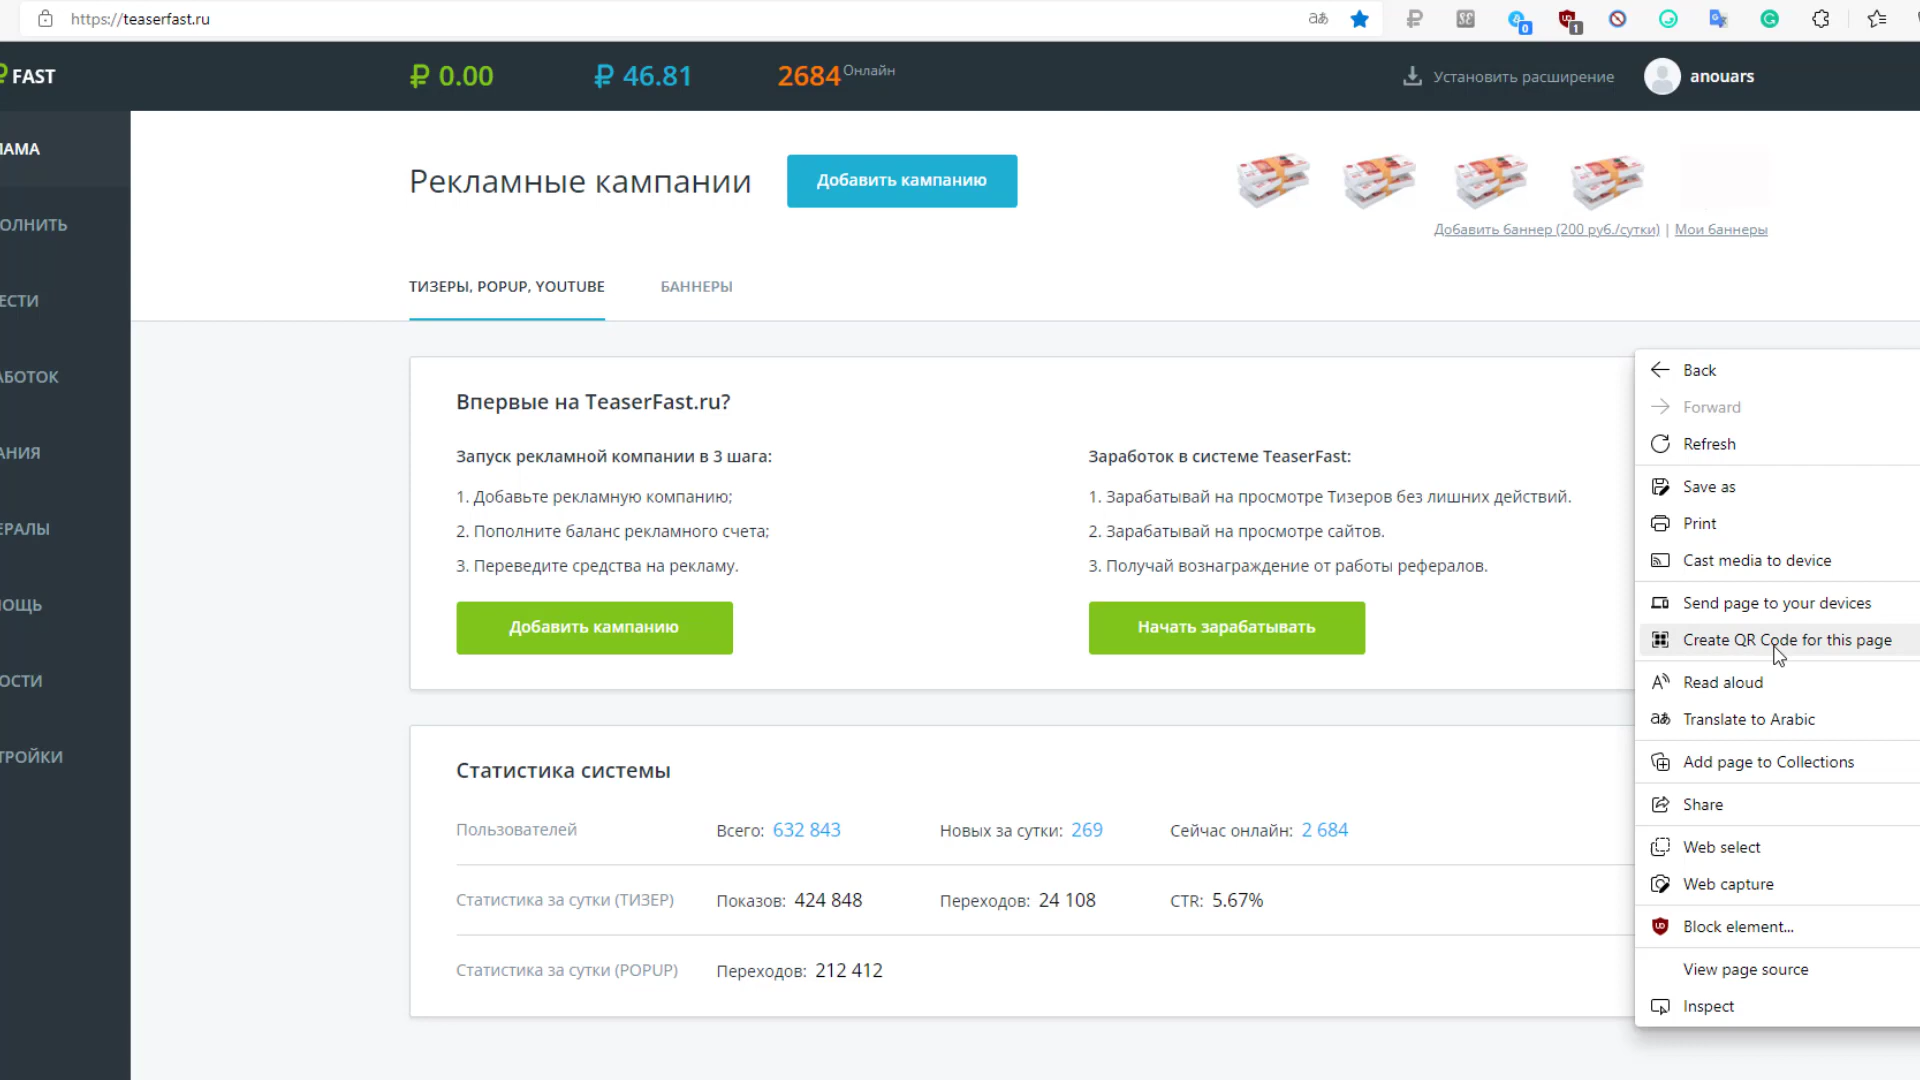 https://teaserfast.ru
FAST
₽ 0.00
₽ 46.81
2684 Онлайн
Установить расширение
anouars
ЛАМА
ОЛНИТЬ
ЕСТИ
АБОТОК
АНИЯ
ЕРАЛЫ
ОЩЬ
ОСТИ
ТРОЙКИ
Рекламные кампании
Добавить кампанию
Добавить баннер (200 руб./сутки) | Мои баннеры
ТИЗЕРЫ, POPUP, YOUTUBE
БАННЕРЫ
Впервые на TeaserFast.ru?
Запуск рекламной компании в 3 шага:
1. Добавьте рекламную компанию;
2. Пополните баланс рекламного счета;
3. Переведите средства на рекламу.
Добавить кампанию
Заработок в системе TeaserFast:
1. Зарабатывай на просмотре Тизеров без лишних действий.
2. Зарабатывай на просмотре сайтов.
3. Получай вознаграждение от работы рефералов.
Начать зарабатывать
Статистика системы
Пользователей Всего: 632 843 Новых за сутки: 269 Сейчас онлайн: 2 684
Статистика за сутки (ТИЗЕР) Показов: 424 848 Переходов: 24 108 CTR: 5.67%
Статистика за сутки (POPUP) Переходов: 212 412
Back
Forward
Refresh
Save as
Print
Cast media to device
Send page to your devices
Create QR Code for this page
Read aloud
Translate to Arabic
Add page to Collections
Share
Web select
Web capture
Block element...
View page source
Inspect